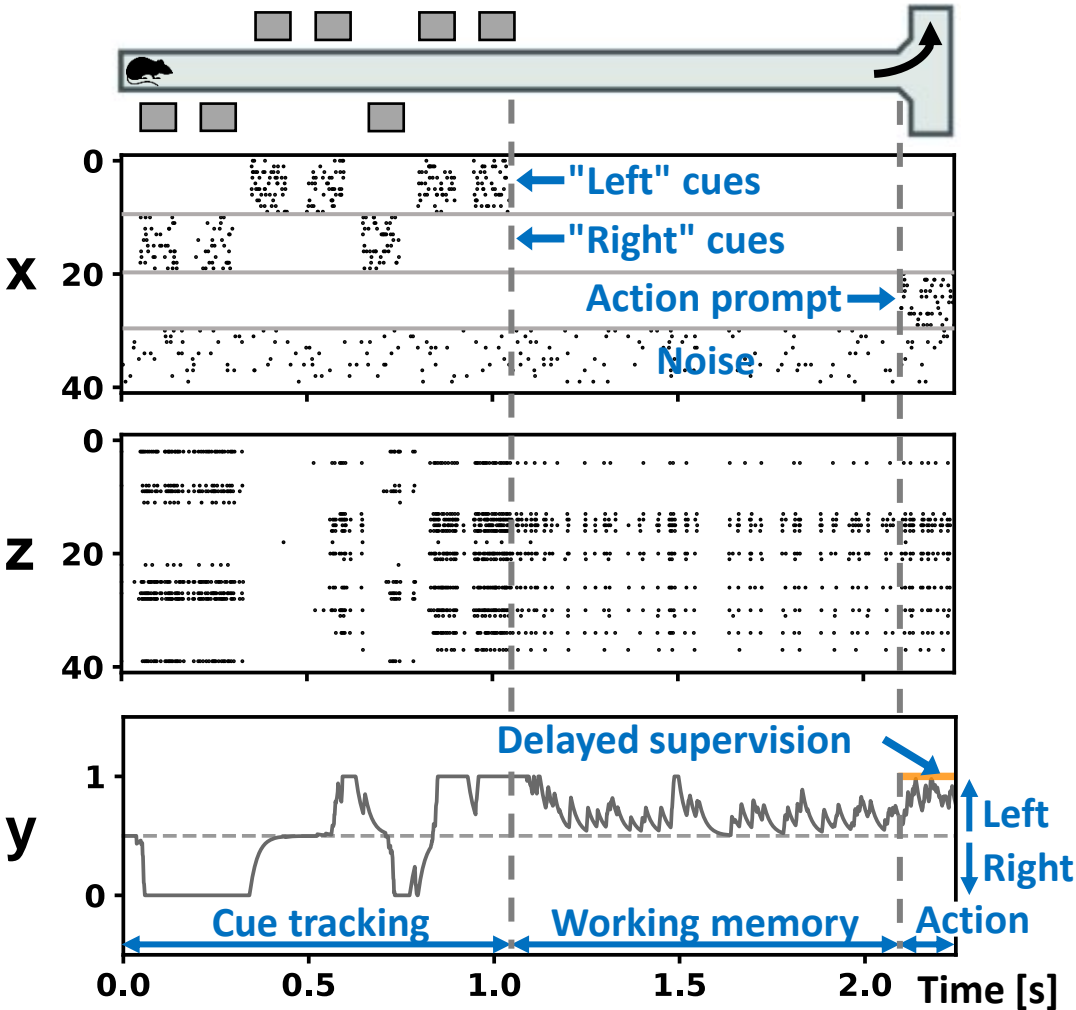 0
"Left" cues
"Right" cues
x
20
Action prompt
Noise
40
0
z
20
40
Delayed supervision
1
y
Left
Right
0
Cue tracking
Working memory
Action
0.0
0.5
1.0
1.5
2.0
Time [s]